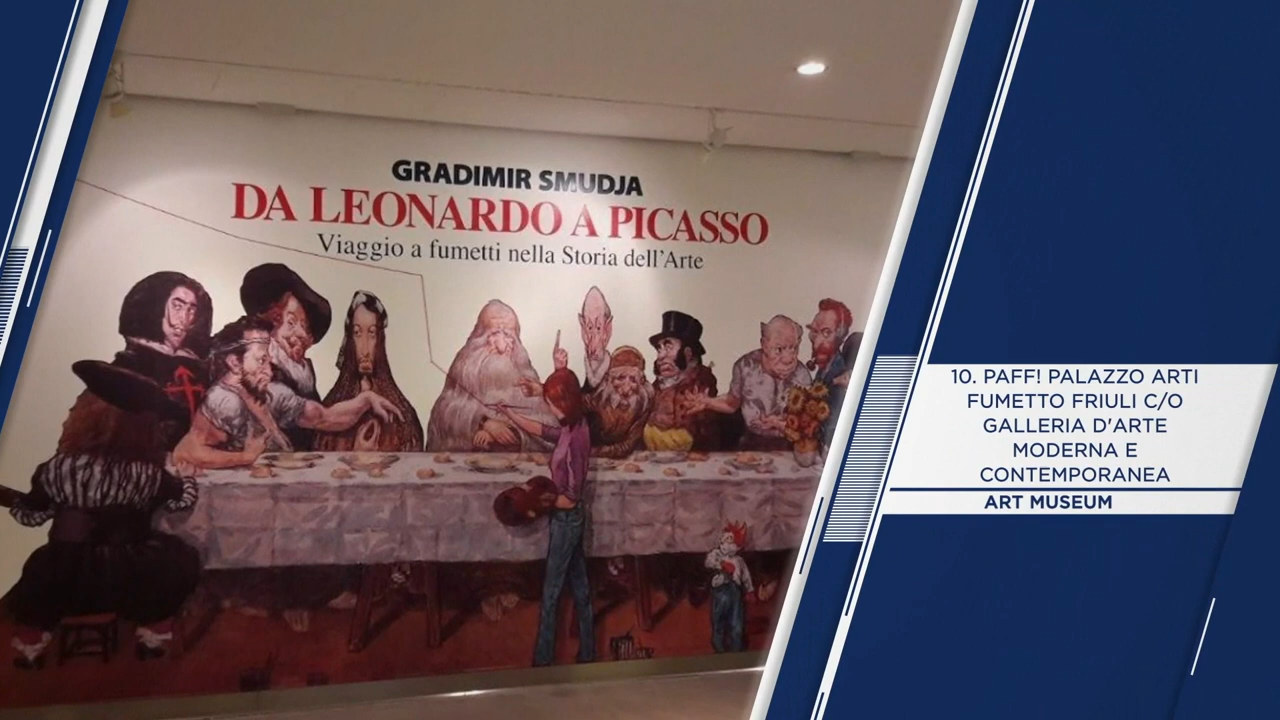 GRADIMIR SMUDJA
DA LEONARDO A PICASSO
Viaggio a fumetti nella Storia dell'Arte
10. PAFF! PALAZZO ARTI
FUMETTO FRIULI C/O
GALLERIA D'ARTE
MODERNA E
CONTEMPORANEA
ART MUSEUM